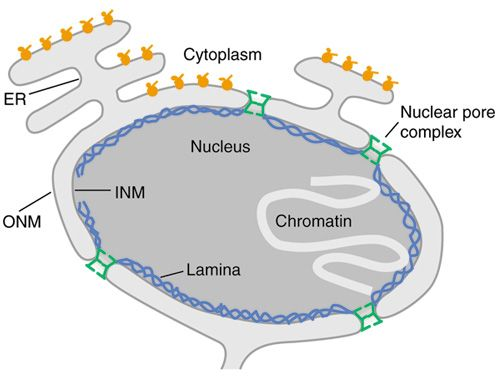 Cytoplasm
ER
Nuclear pore
complex
Nucleus
INM
ONM
Chromatin
Lamina